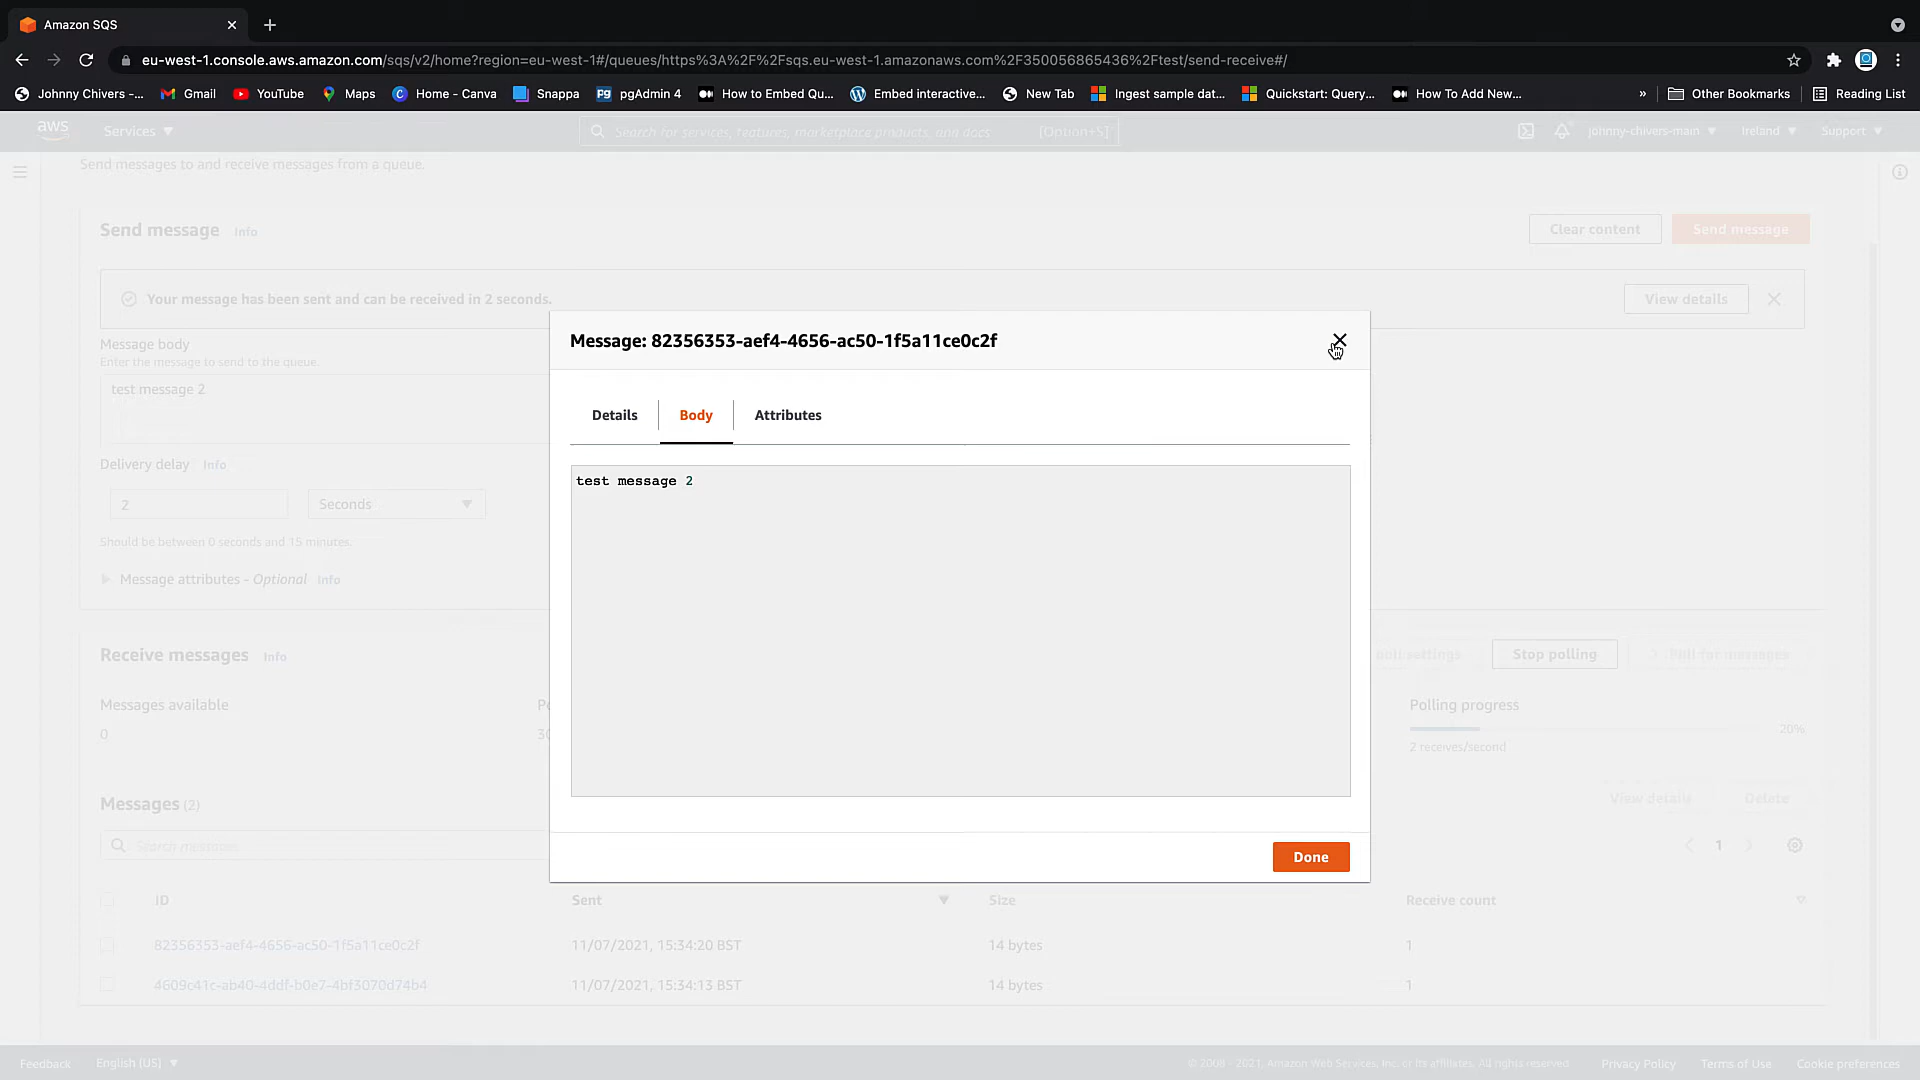 Amazon SQS
eu-west-1.console.aws.amazon.com/sqs/v2/home?region=eu-west-1#/queues/https%3A%2F%2Fsqs.eu-west-1.amazonaws.com%2F350056865436%2Ftest/send-receive#/
Johnny Chivers -... Gmail YouTube Maps Home - Canva Snappa pgAdmin 4 How to Embed Qu... Embed interactive... New Tab Ingest sample dat... Quickstart: Query,... How To Add New... » Other Bookmarks Reading List
aws Services Search for services, features, marketplace products, and docs [Option+S] johnny-chivers-main Ireland Support
Send messages to and receive messages from a queue.
Send message Info Clear content Send message
Your message has been sent and can be received in 2 seconds. View details
Message: 82356353-aef4-4656-ac50-1f5a11ce0c2f
Message body
Enter the message to send to the queue.
test message 2
Details Body Attributes
Delivery delay Info
test message 2
2 Seconds
Should be between 0 seconds and 15 minutes.
Message attributes - Optional Info
Receive messages Info settings Stop polling Poll for messages
Messages available Polling progress
0 30 20%
2 receives/second
Messages (2) View details Delete
Search messages 1
Done
ID Sent Size Receive count
82356353-aef4-4656-ac50-1f5a11ce0c2f 11/07/2021, 15:34:20 BST 14 bytes 1
4609c41c-ab40-4ddf-b0e7-4bf3070d74b4 11/07/2021, 15:34:13 BST 14 bytes 1
Feedback English (US) © 2008 - 2021, Amazon Web Services, Inc. or its affiliates. All rights reserved. Privacy Policy Terms of Use Cookie preferences